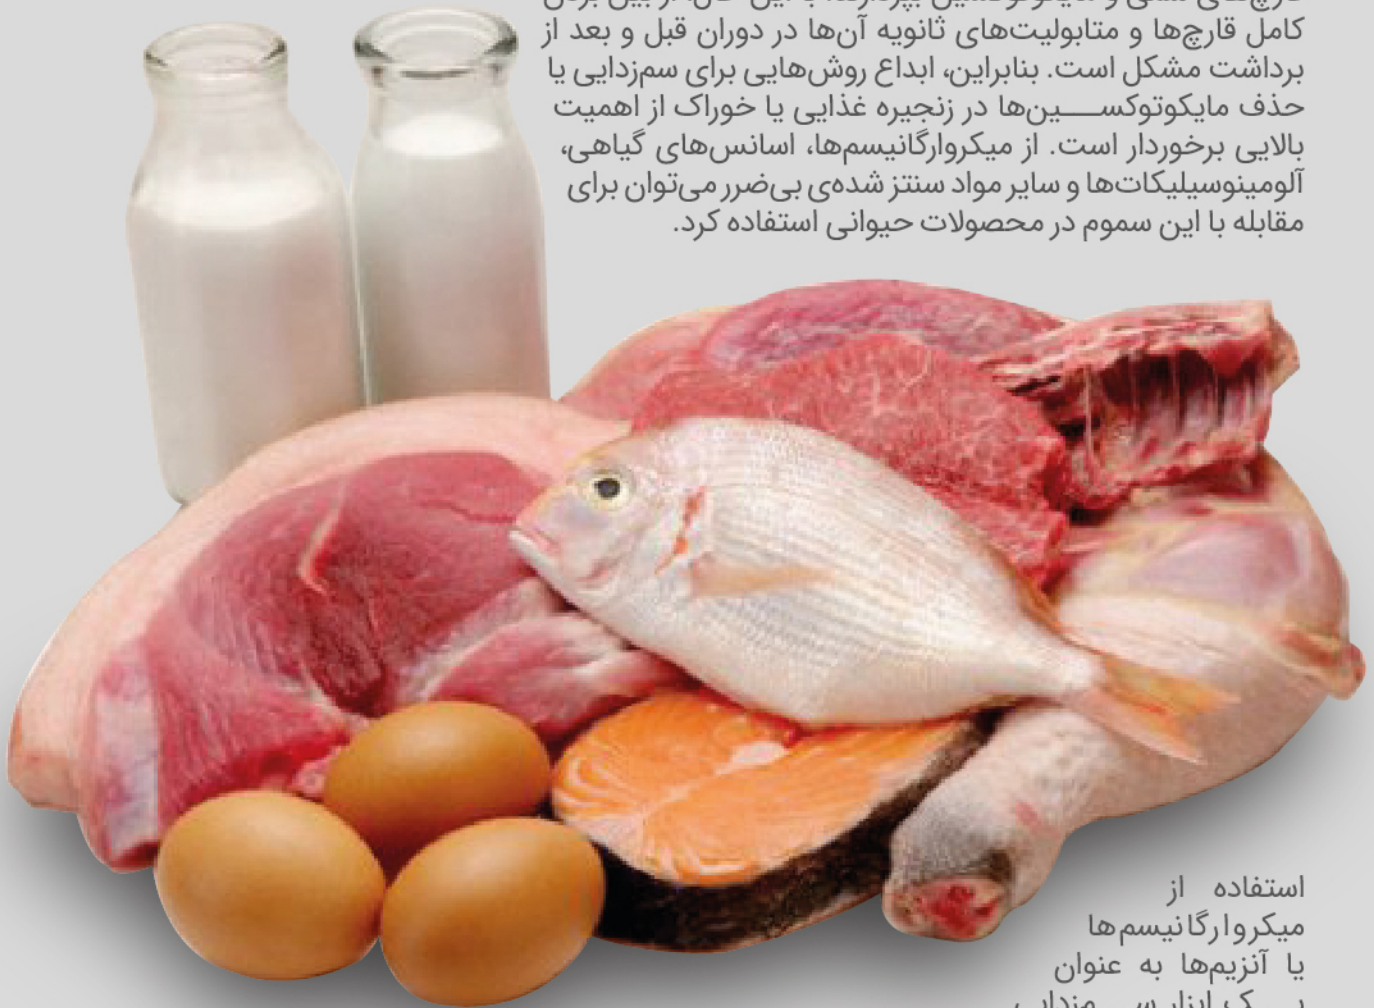 کامل قارچ‌ها و متابولیت‌های ثانویه آن‌ها در دوران قبل و بعد از
برداشت مشکل است. بنابراین، ابداع روش‌هایی برای سم‌زدایی یا
حذف مایکوتوکســـین‌ها در زنجیره غذایی یا خوراک از اهمیت
بالایی برخوردار است. از میکروارگانیسم‌ها، اسانس‌های گیاهی،
آلومینوسیلیکات‌ها و سایر مواد سنتز شده‌ی بی‌ضرر می‌توان برای
مقابله با این سموم در محصولات حیوانی استفاده کرد.
استفاده از
میکروارگانیسم‌ها
یا آنزیم‌ها به عنوان